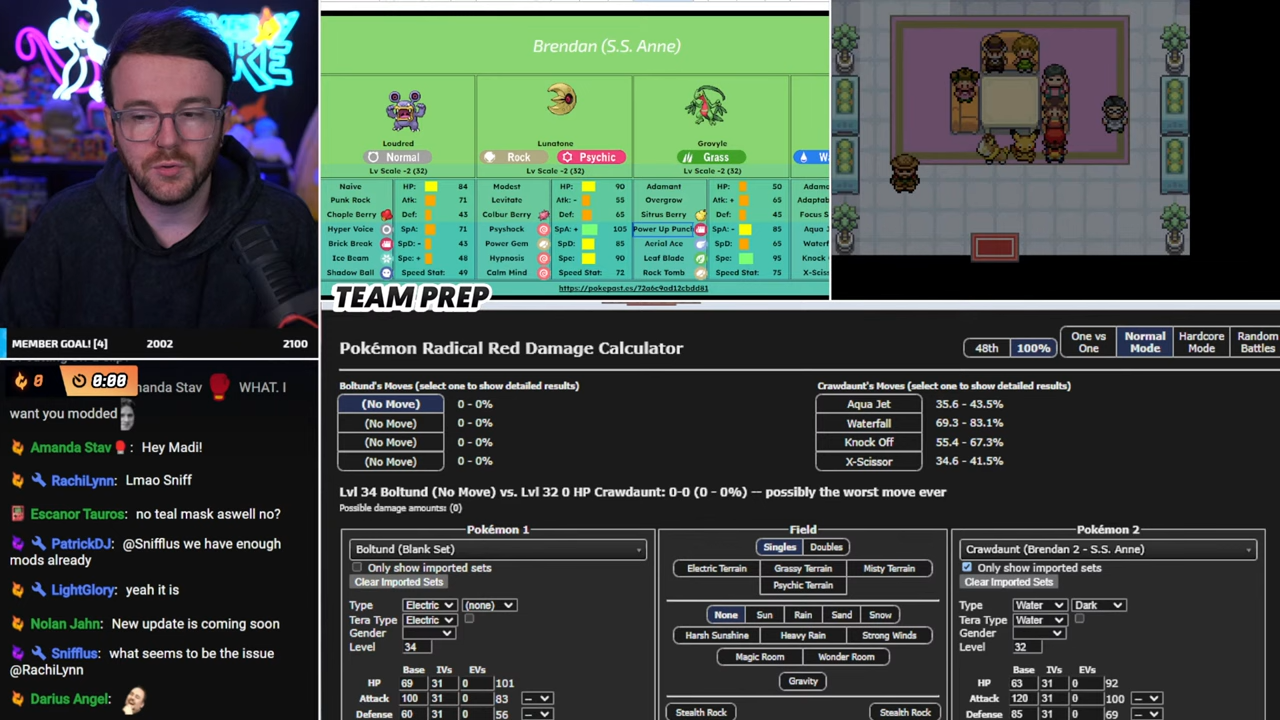 Brendan (S.S. Anne)
Loudred
Lunatone
Grovyle
Normal
Rock
Psychic
Grass
Lv Scale -2 (32)
Lv Scale -2 (32)
Lv Scale -2 (32)
Naive HP: 84
Punk Rock Atk: 71
Chople Berry Def: 43
Hyper Voice SpA: 71
Brick Break SpD: - 43
Ice Beam Spe: + 48
Shadow Ball Speed Stat: 49
Modest HP: 90
Levitate Atk: - 55
Colbur Berry Def: 65
Psyshock SpA: + 105
Power Gem SpD: 85
Hypnosis Spe: 90
Calm Mind Speed Stat: 72
Adamant HP: 50
Overgrow Atk: + 65
Sitrus Berry Def: 45
Power Up Punch SpA: - 85
Aerial Ace SpD: 65
Leaf Blade Spe: 95
Rock Tomb Speed Stat: 75
Adam
Adaptab
Focus S
Aqua J
Waterf
Knock
X-Scisso
https://pokepast.es/72a6c9ad12cbdd81
TEAM PREP
MEMBER GOAL! [4] 2002 2100
0 0:00
manda Stav WHAT. I
want you modded
Amanda Stav : Hey Madi!
RachiLynn: Lmao Sniff
Escanor Tauros: no teal mask aswell no?
PatrickDJ: @Snifflus we have enough
mods already
LightGlory: yeah it is
Nolan Jahn: New update is coming soon
Snifflus: what seems to be the issue
@RachiLynn
Darius Angel:
Pokémon Radical Red Damage Calculator
48th 100%
One vs One
Normal Mode
Hardcore Mode
Random Battles
Boltund's Moves (select one to show detailed results)
(No Move) 0 - 0%
(No Move) 0 - 0%
(No Move) 0 - 0%
(No Move) 0 - 0%
Crawdaunt's Moves (select one to show detailed results)
Aqua Jet 35.6 - 43.5%
Waterfall 69.3 - 83.1%
Knock Off 55.4 - 67.3%
X-Scissor 34.6 - 41.5%
Lvl 34 Boltund (No Move) vs. Lvl 32 0 HP Crawdaunt: 0-0 (0 - 0%) — possibly the worst move ever
Possible damage amounts: (0)
Pokémon 1
Boltund (Blank Set)
Only show imported sets
Clear Imported Sets
Type Electric (none)
Tera Type Electric
Gender
Level 34
Base IVs EVs
HP 69 31 0 101
Attack 100 31 0 83 --
Defense 60 31 0 56 --
Field
Singles Doubles
Electric Terrain Grassy Terrain Misty Terrain
Psychic Terrain
None Sun Rain Sand Snow
Harsh Sunshine Heavy Rain Strong Winds
Magic Room Wonder Room
Gravity
Stealth Rock Stealth Rock
Pokémon 2
Crawdaunt (Brendan 2 - S.S. Anne)
Only show imported sets
Clear Imported Sets
Type Water Dark
Tera Type Water
Gender
Level 32
Base IVs EVs
HP 63 31 0 92
Attack 120 31 0 100 --
Defense 85 31 0 69 --